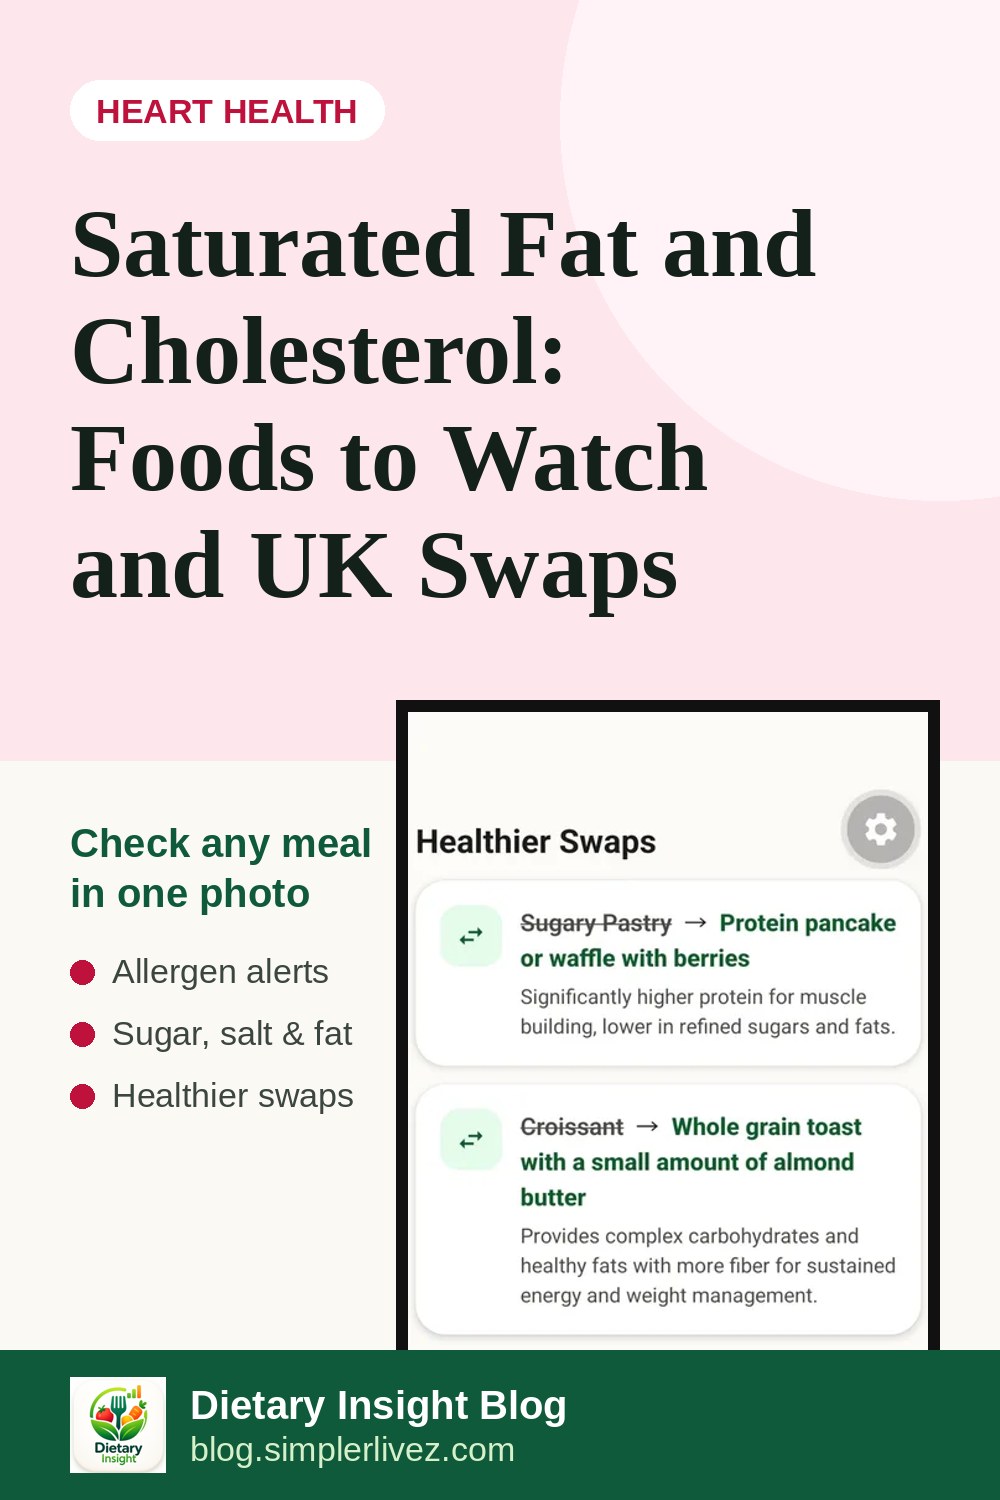 HEART HEALTH
Saturated Fat and
Cholesterol:
Foods to Watch
and UK Swaps
Check any meal
in one photo
Allergen alerts
Sugar, salt & fat
Healthier swaps
Healthier Swaps
Sugary Pastry → Protein pancake
or waffle with berries
Significantly higher protein for muscle
building, lower in refined sugars and fats.
Croissant → Whole grain toast
with a small amount of almond
butter
Provides complex carbohydrates and
healthy fats with more fiber for sustained
energy and weight management.
Dietary
Insight
Dietary Insight Blog
blog.simplerlivez.com